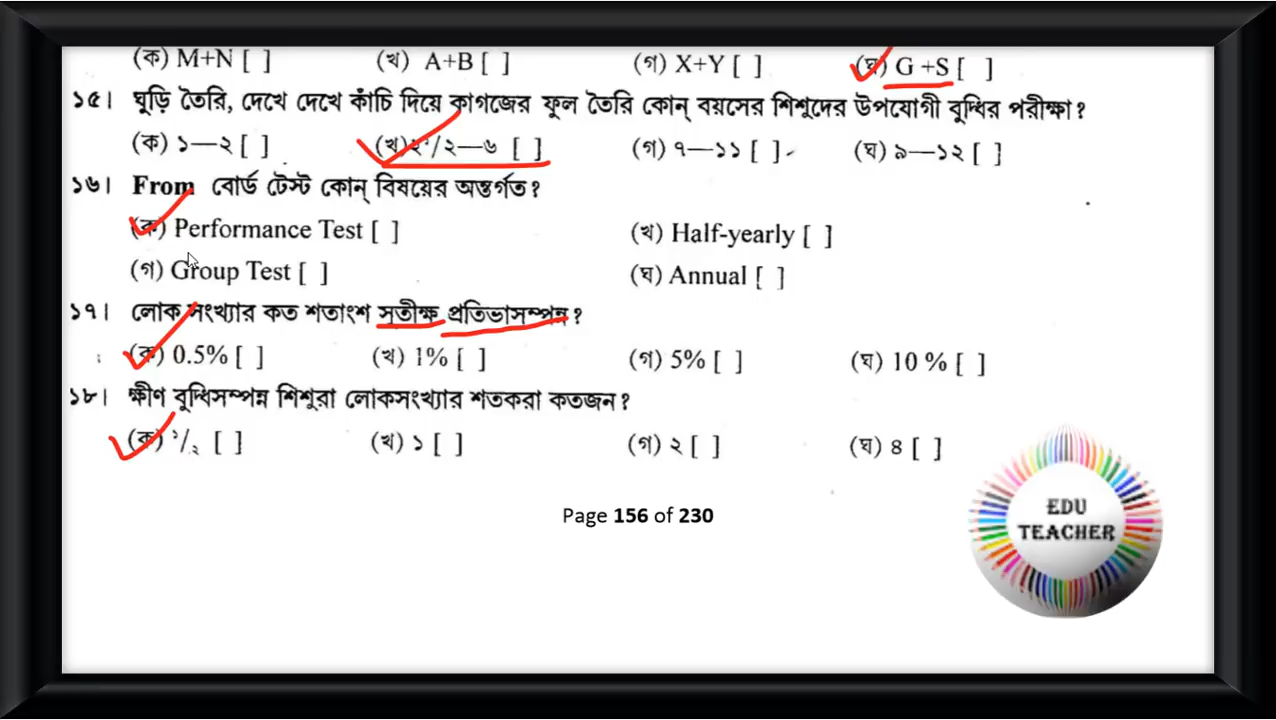 (ক) M+N [ ] (খ) A+B [ ] (গ) X+Y [ ] (ঘ) G +S [ ]
১৫। ঘুড়ি তৈরি, দেখে দেখে কাঁচি দিয়ে কাগজের ফুল তৈরি কোন্ বয়সের শিশুদের উপযোগী বুদ্ধির পরীক্ষা?
(ক) ১—২ [ ] (খ) ২১/২—৬ [ ] (গ) ৭—১১ [ ] (ঘ) ৯—১২ [ ]
১৬। From বোর্ড টেস্ট কোন্ বিষয়ের অন্তর্গত?
(ক) Performance Test [ ] (খ) Half-yearly [ ]
(গ) Group Test [ ] (ঘ) Annual [ ]
১৭। লোক সংখ্যার কত শতাংশ সুতীক্ষ্ণ প্রতিভাসম্পন্ন?
(ক) 0.5% [ ] (খ) 1% [ ] (গ) 5% [ ] (ঘ) 10 % [ ]
১৮। ক্ষীণ বুদ্ধিসম্পন্ন শিশুরা লোকসংখ্যার শতকরা কতজন?
(ক) ১/২ [ ] (খ) ১ [ ] (গ) ২ [ ] (ঘ) ৪ [ ]
Page 156 of 230
EDU
TEACHER